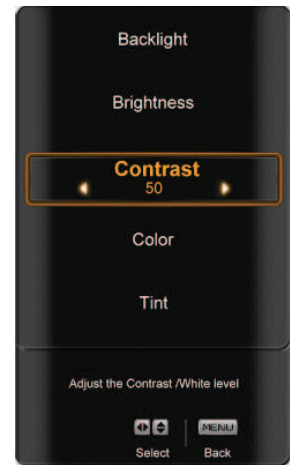 Backlight
Brightness
Contrast
50
Color
Tint
Adjust the Contrast /White level
MENU
Select Back